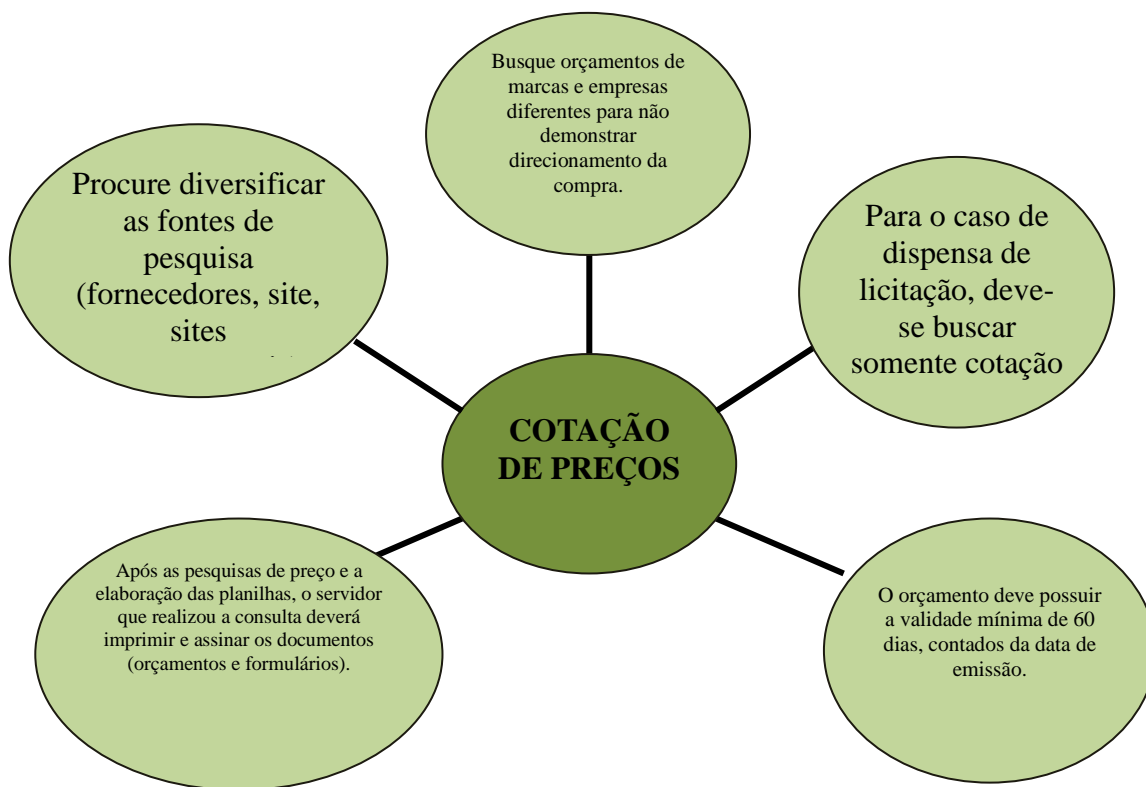 Busque orçamentos de
marcas e empresas
diferentes para não
demonstrar
direcionamento da
compra.
Procure diversificar
as fontes de
pesquisa
(fornecedores, site,
sites
Para o caso de
dispensa de
licitação, deve-
se buscar
somente cotação
COTAÇÃO
DE PREÇOS
Após as pesquisas de preço e a
elaboração das planilhas, o servidor
que realizou a consulta deverá
imprimir e assinar os documentos
(orçamentos e formulários).
O orçamento deve possuir
a validade mínima de 60
dias, contados da data de
emissão.